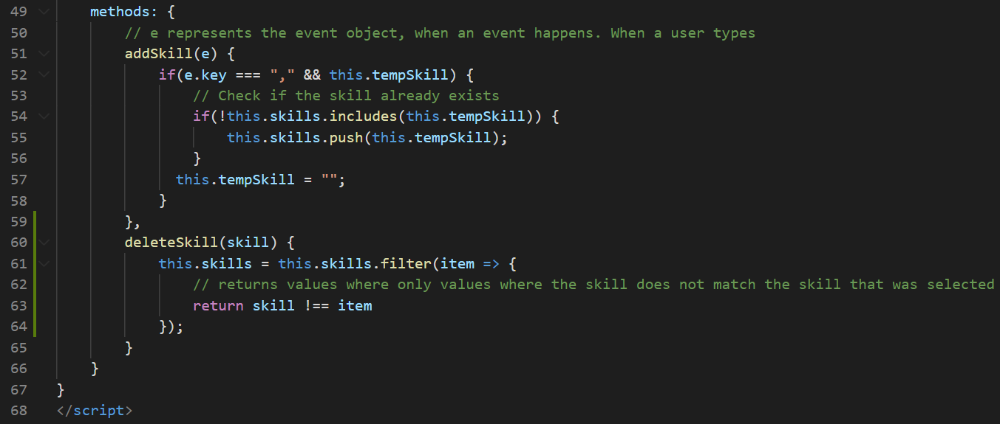 49 methods: {
50 // e represents the event object, when an event happens. When a user types
51 addSkill(e) {
52 if(e.key === "," && this.tempSkill) {
53 // Check if the skill already exists
54 if(!this.skills.includes(this.tempSkill)) {
55 this.skills.push(this.tempSkill);
56 }
57 this.tempSkill = "";
58 }
59 },
60 deleteSkill(skill) {
61 this.skills = this.skills.filter(item => {
62 // returns values where only values where the skill does not match the skill that was selected
63 return skill !== item
64 });
65 }
66 }
67 }
68 </script>